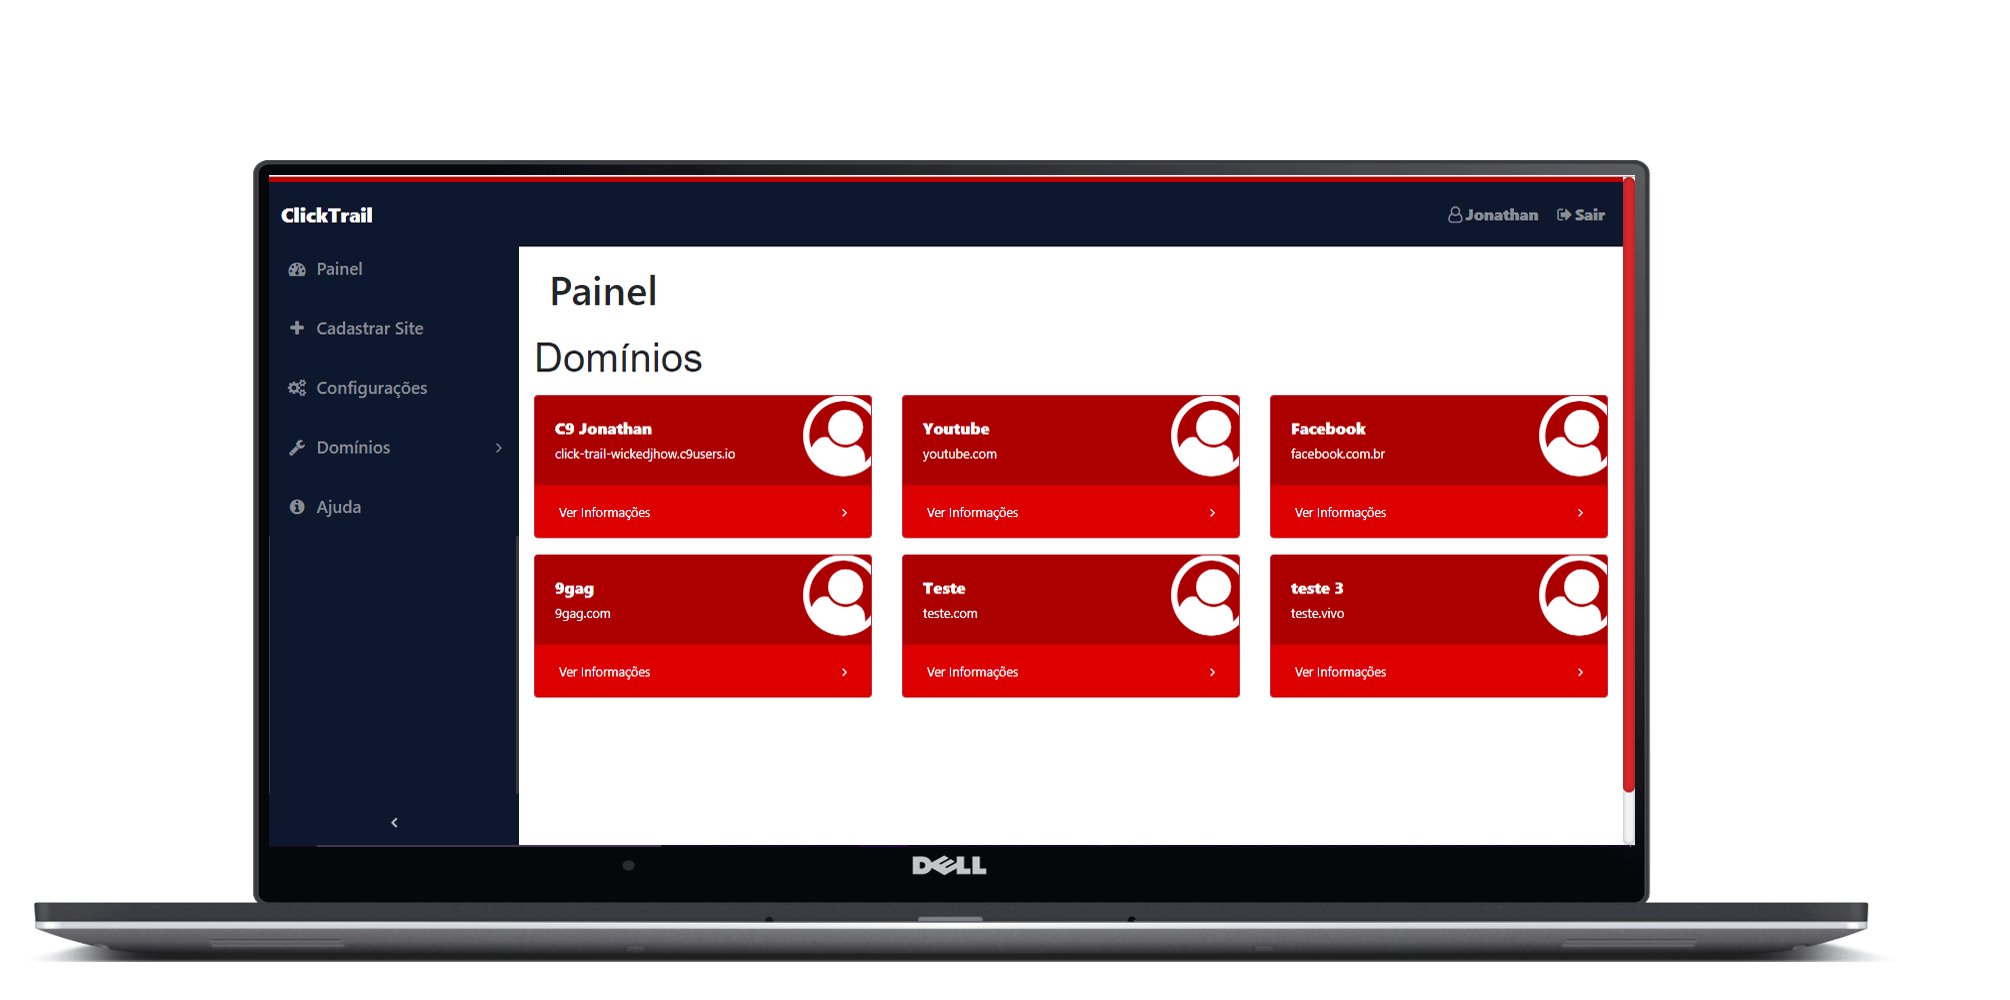 ClickTrail
Jonathan
Sair
Painel
Cadastrar Site
Configurações
Domínios
Ajuda
Painel
Domínios
C9 Jonathan
click-trail-wickedjhow.c9users.io
Ver Informações
Youtube
youtube.com
Ver Informações
Facebook
facebook.com.br
Ver Informações
9gag
9gag.com
Ver Informações
Teste
teste.com
Ver Informações
teste 3
teste.vivo
Ver Informações
DELL